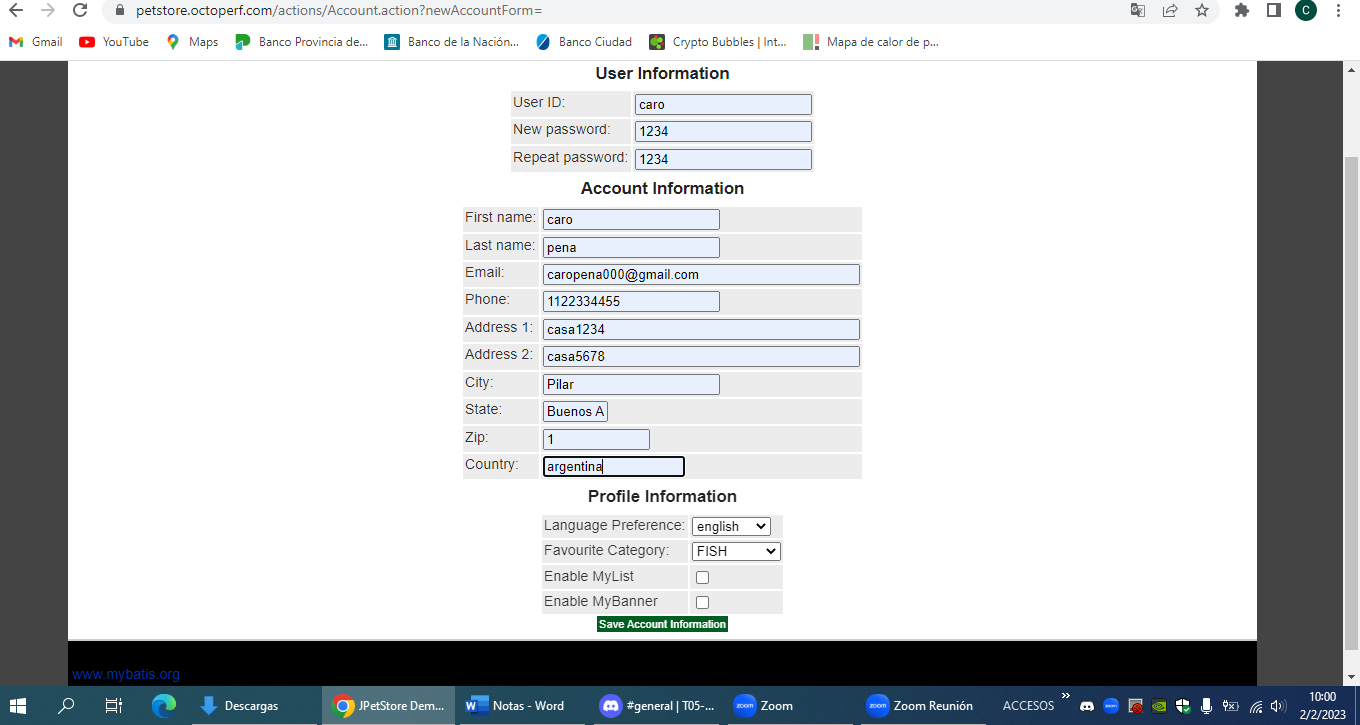 petstore.octoperf.com/actions/Account.action?newAccountForm=
C
Gmail YouTube Maps Banco Provincia de... Banco de la Nación... Banco Ciudad Crypto Bubbles | Int... Mapa de calor de p...
User Information
User ID: caro
New password: 1234
Repeat password: 1234
Account Information
First name: caro
Last name: pena
Email: caropena000@gmail.com
Phone: 1122334455
Address 1: casa1234
Address 2: casa5678
City: Pilar
State: Buenos A
Zip: 1
Country: argentina
Profile Information
Language Preference: english
Favourite Category: FISH
Enable MyList
Enable MyBanner
Save Account Information
www.mybatis.org
Descargas JPetStore Dem... Notas - Word #general | T05-... zoom Zoom zoom Zoom Reunión ACCESOS » 10:00
2/2/2023